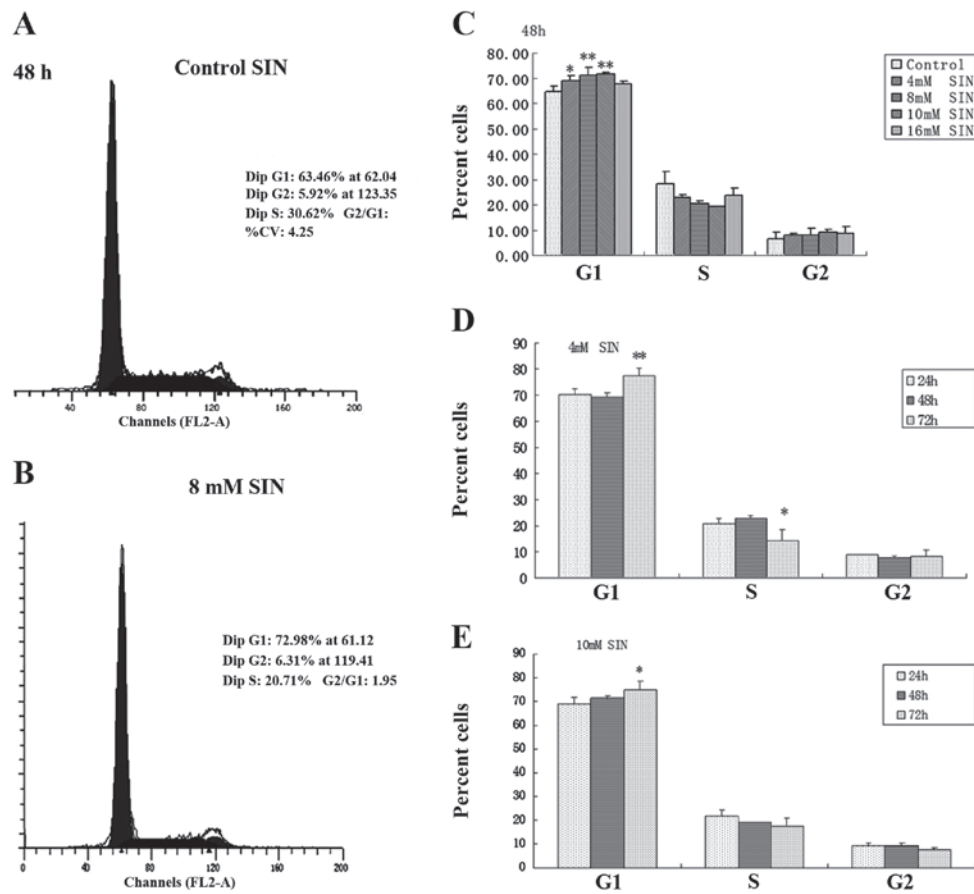 A
48 h
Control SIN
Dip G1: 63.46% at 62.04
Dip G2: 5.92% at 123.35
Dip S: 30.62% G2/G1:
%CV: 4.25
40 80 120 160 200
Channels (FL2-A)
B
8 mM SIN
Dip G1: 72.98% at 61.12
Dip G2: 6.31% at 119.41
Dip S: 20.71% G2/G1: 1.95
0 40 80 120 160 200
Channels (FL2-A)
C
48h
Percent cells
80.00
70.00
60.00
50.00
40.00
30.00
20.00
10.00
0.00
* ** **
G1 S G2
Control
4mM SIN
8mM SIN
10mM SIN
16mM SIN
D
4mM SIN
Percent cells
90
80
70
60
50
40
30
20
10
0
**
*
G1 S G2
24h
48h
72h
E
10mM SIN
Percent cells
90
80
70
60
50
40
30
20
10
0
*
G1 S G2
24h
48h
72h